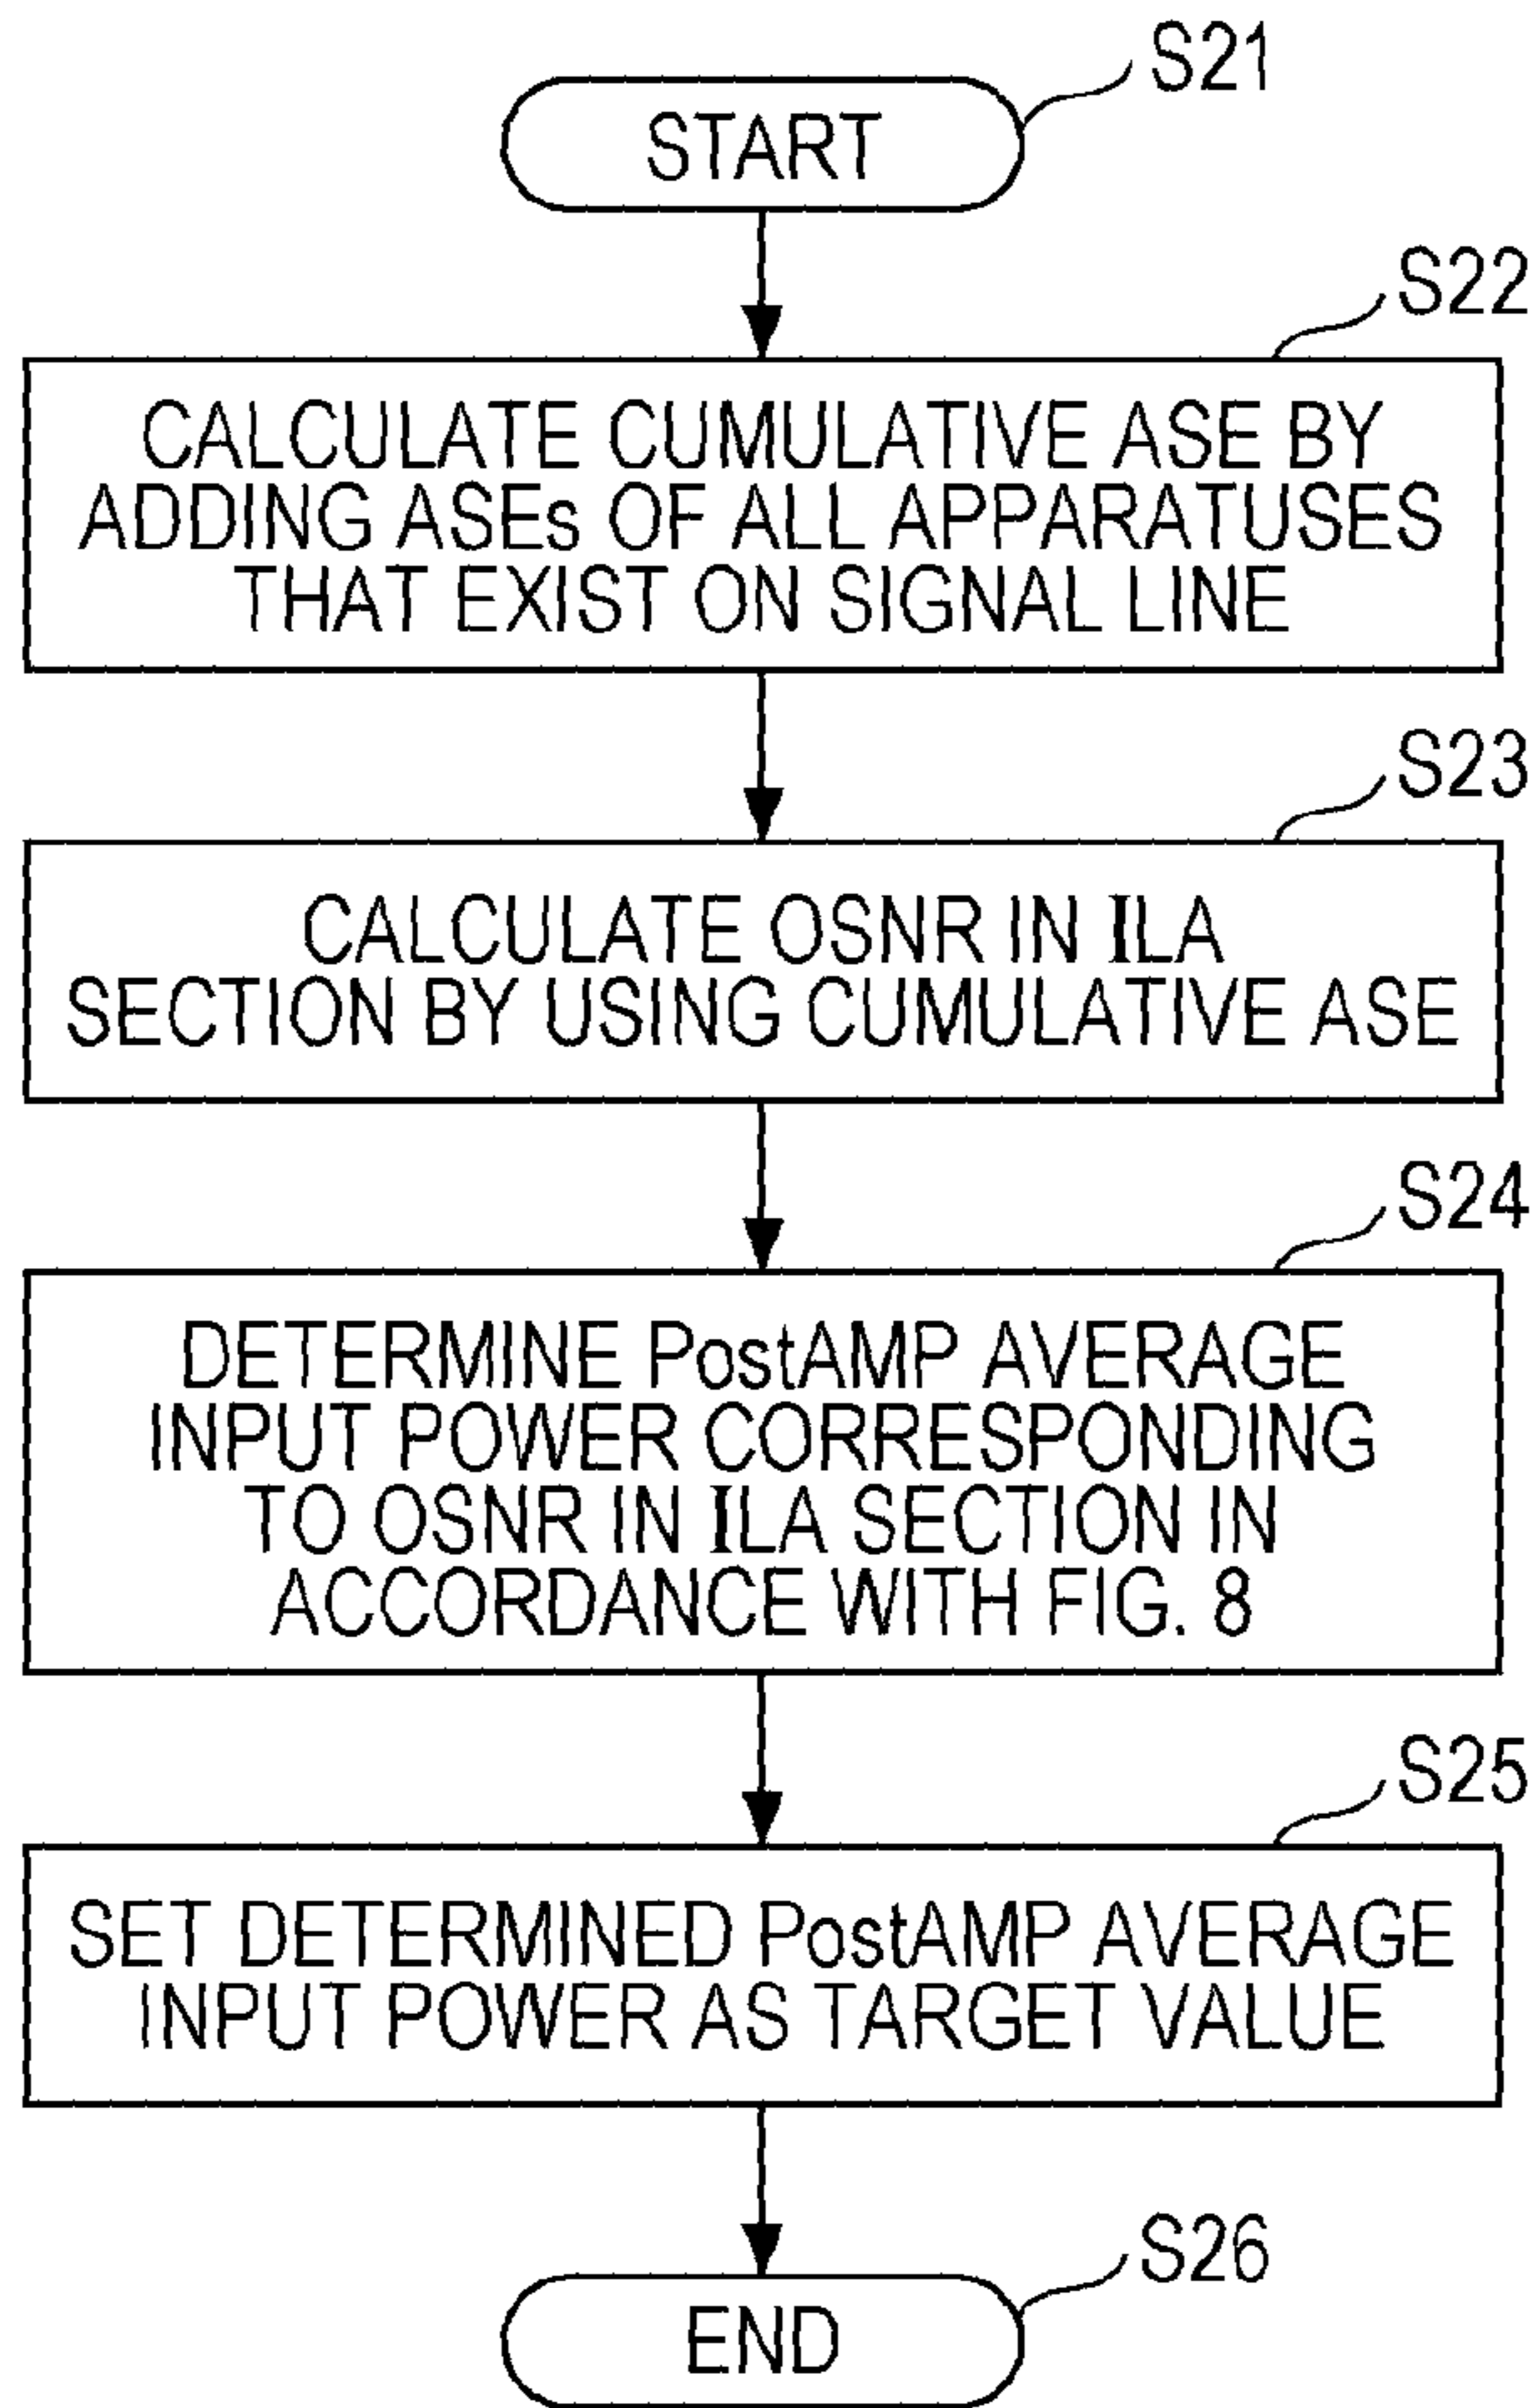 S21
START
S22
CALCULATE CUMULATIVE ASE BY
ADDING ASEs OF ALL APPARATUSES
THAT EXIST ON SIGNAL LINE
S23
CALCULATE OSNR IN ILA
SECTION BY USING CUMULATIVE ASE
S24
DETERMINE PostAMP AVERAGE
INPUT POWER CORRESPONDING
TO OSNR IN ILA SECTION IN
ACCORDANCE WITH FIG. 8
S25
SET DETERMINED PostAMP AVERAGE
INPUT POWER AS TARGET VALUE
S26
END